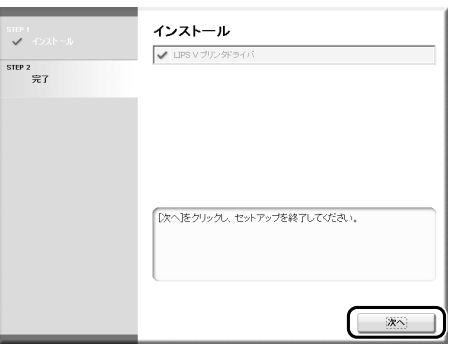 STEP 1
インストール
STEP 2
完了
インストール
LIPS V プリンタドライバ
[次へ]をクリックし、セットアップを終了してください。
次へ